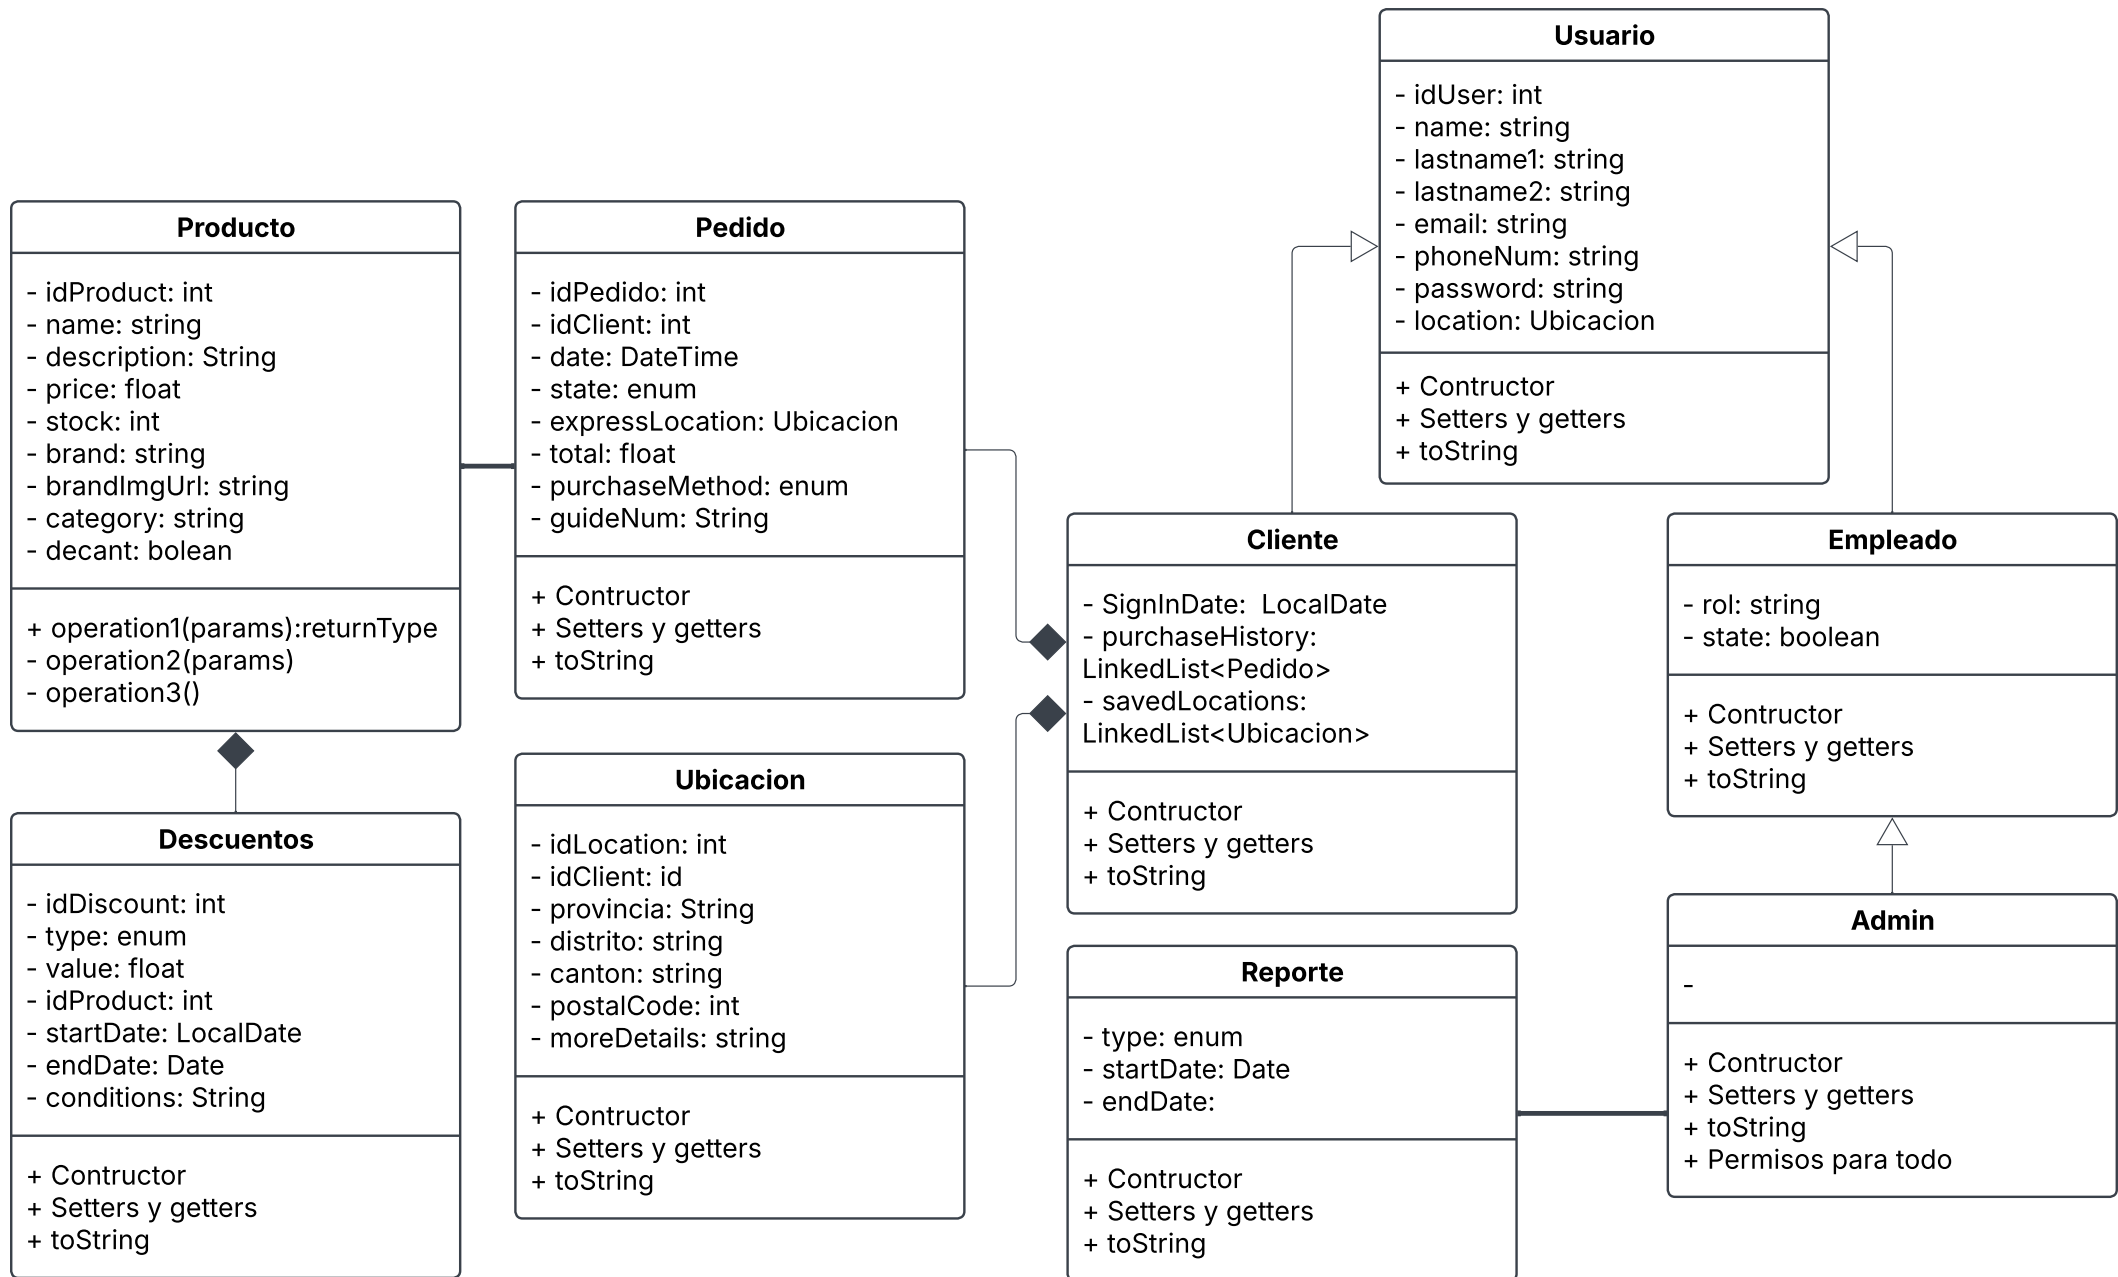 Usuario
- idUser: int
- name: string
- lastname1: string
- lastname2: string
- email: string
- phoneNum: string
- password: string
- location: Ubicacion
+ Contructor
+ Setters y getters
+ toString
Producto
- idProduct: int
- name: string
- description: String
- price: float
- stock: int
- brand: string
- brandImgUrl: string
- category: string
- decant: bolean
+ operation1(params):returnType
- operation2(params)
- operation3()
Pedido
- idPedido: int
- idClient: int
- date: DateTime
- state: enum
- expressLocation: Ubicacion
- total: float
- purchaseMethod: enum
- guideNum: String
+ Contructor
+ Setters y getters
+ toString
Cliente
- SignInDate:  LocalDate
- purchaseHistory:
LinkedList<Pedido>
- savedLocations:
LinkedList<Ubicacion>
+ Contructor
+ Setters y getters
+ toString
Empleado
- rol: string
- state: boolean
+ Contructor
+ Setters y getters
+ toString
Descuentos
- idDiscount: int
- type: enum
- value: float
- idProduct: int
- startDate: LocalDate
- endDate: Date
- conditions: String
+ Contructor
+ Setters y getters
+ toString
Ubicacion
- idLocation: int
- idClient: id
- provincia: String
- distrito: string
- canton: string
- postalCode: int
- moreDetails: string
+ Contructor
+ Setters y getters
+ toString
Reporte
- type: enum
- startDate: Date
- endDate:
+ Contructor
+ Setters y getters
+ toString
Admin
-
+ Contructor
+ Setters y getters
+ toString
+ Permisos para todo